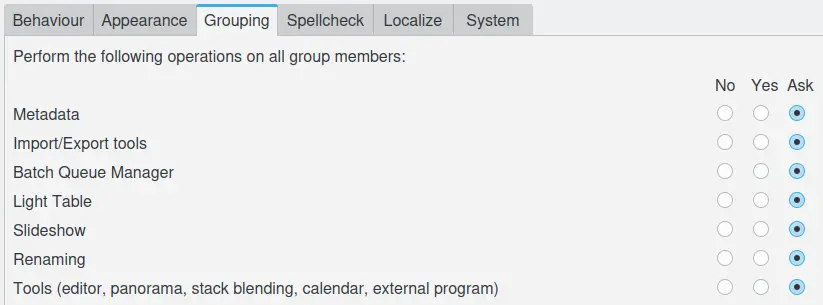 Behaviour Appearance Grouping Spellcheck Localize System
Perform the following operations on all group members:
No Yes Ask
Metadata
Import/Export tools
Batch Queue Manager
Light Table
Slideshow
Renaming
Tools (editor, panorama, stack blending, calendar, external program)